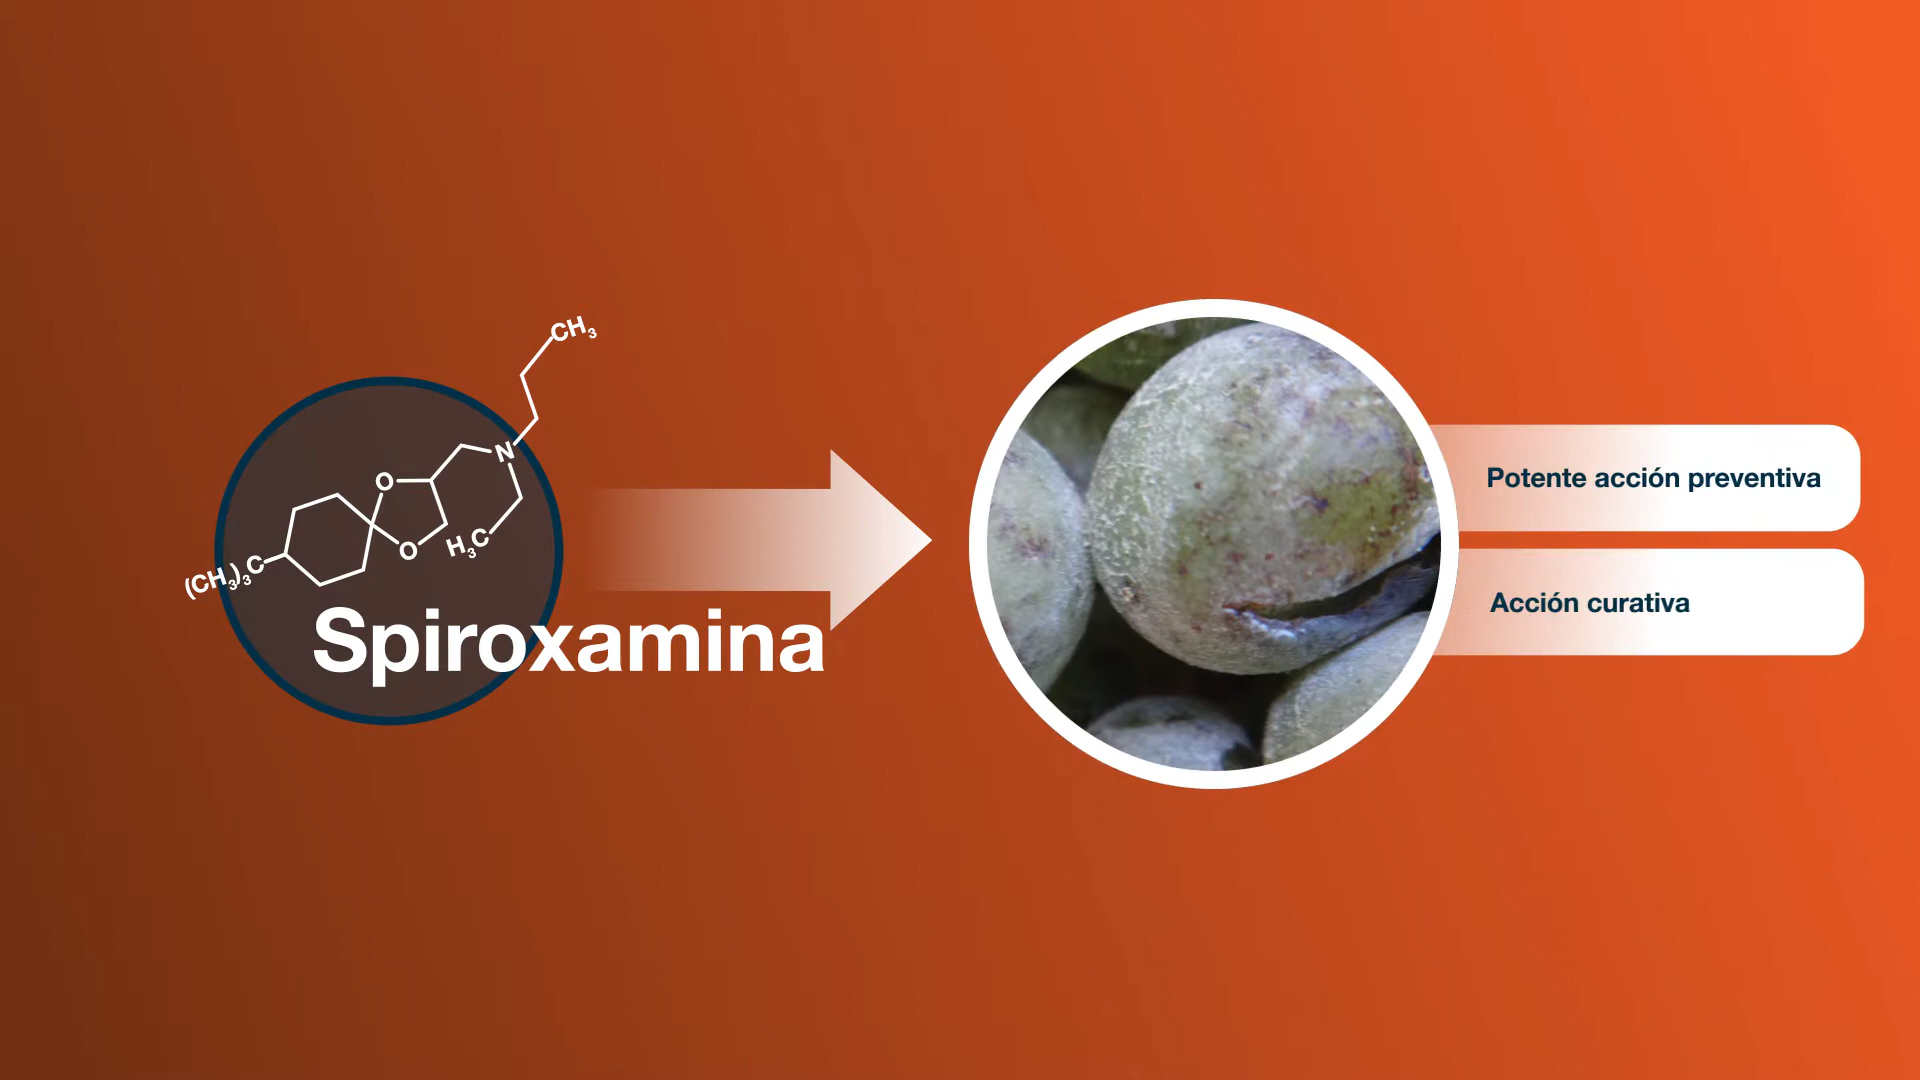 CH₃
N
O
O
H₃C
(CH₃)₃C
Spiroxamina
Potente acción preventiva
Acción curativa